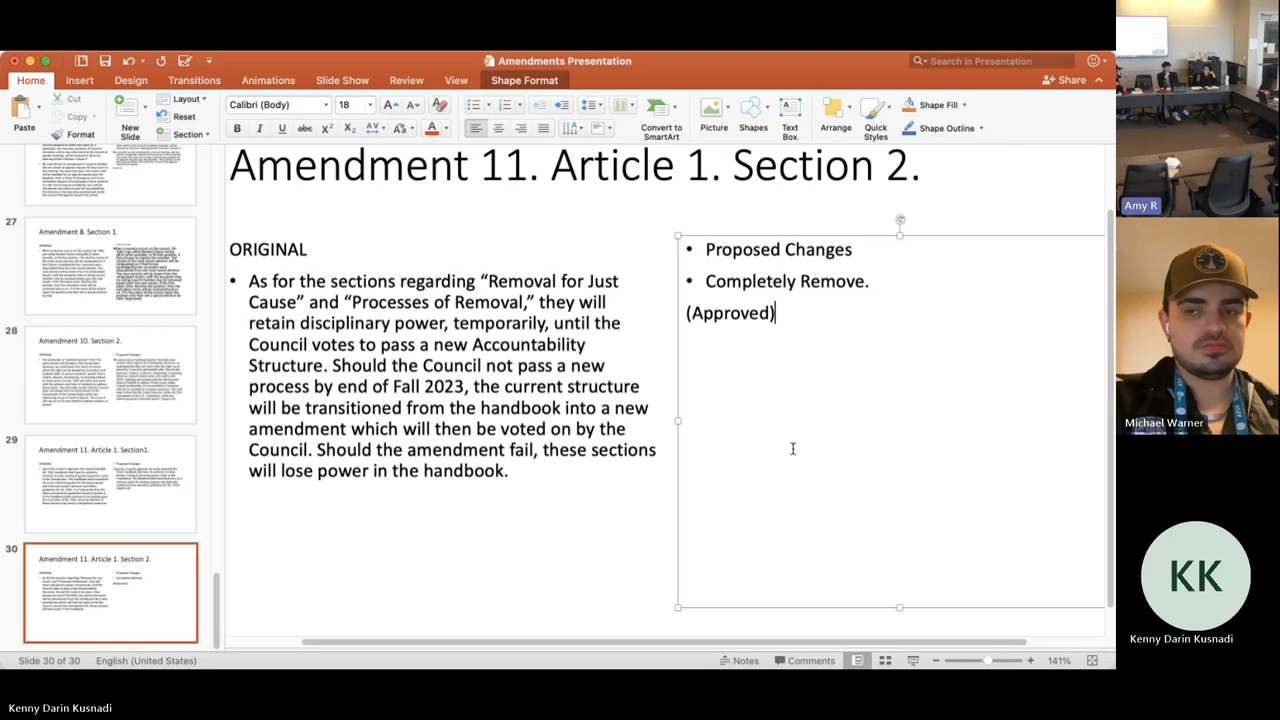 Amendments Presentation
Search in Presentation
Home Insert Design Transitions Animations Slide Show Review View Shape Format
Share
Paste
Cut
Copy
Format
New Slide
Layout
Reset
Section
Calibri (Body) 18
Convert to SmartArt
Picture
Shapes
Text Box
Arrange
Quick Styles
Shape Fill
Shape Outline
27
Amendment 8. Section 1.
28
Amendment 10. Section 2.
29
Amendment 11. Article 1. Section1.
30
Amendment 11. Article 1. Section 2.
Amendment 11. Article 1. Section 2.
ORIGINAL
• As for the sections regarding “Removal for Just
Cause” and “Processes of Removal,” they will
retain disciplinary power, temporarily, until the
Council votes to pass a new Accountability
Structure. Should the Council not pass a new
process by end of Fall 2023, the current structure
will be transitioned from the handbook into a new
amendment which will then be voted on by the
Council. Should the amendment fail, these sections
will lose power in the handbook.
• Proposed Changes
• Completely Remove.
(Approved)
Slide 30 of 30 English (United States)
Notes Comments 141%
Amy R
Michael Warner
KK
Kenny Darin Kusnadi
Kenny Darin Kusnadi